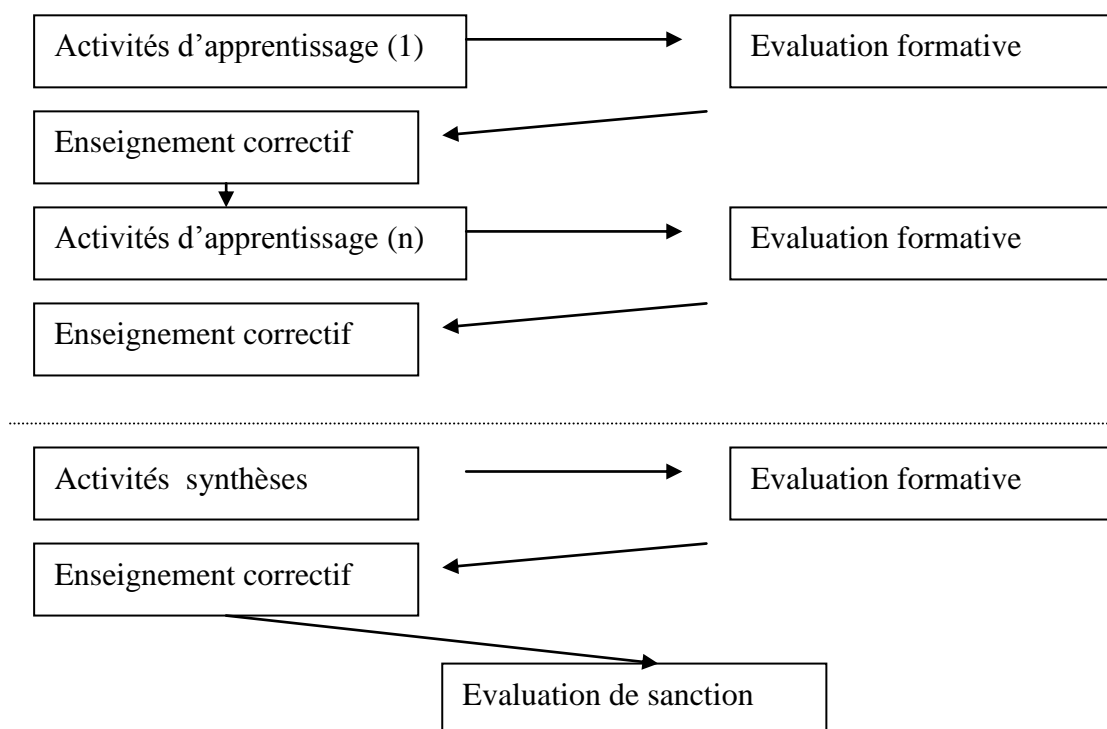 Activités d’apprentissage (1)
Evaluation formative
Enseignement correctif
Activités d’apprentissage (n)
Evaluation formative
Enseignement correctif
Activités synthèses
Evaluation formative
Enseignement correctif
Evaluation de sanction